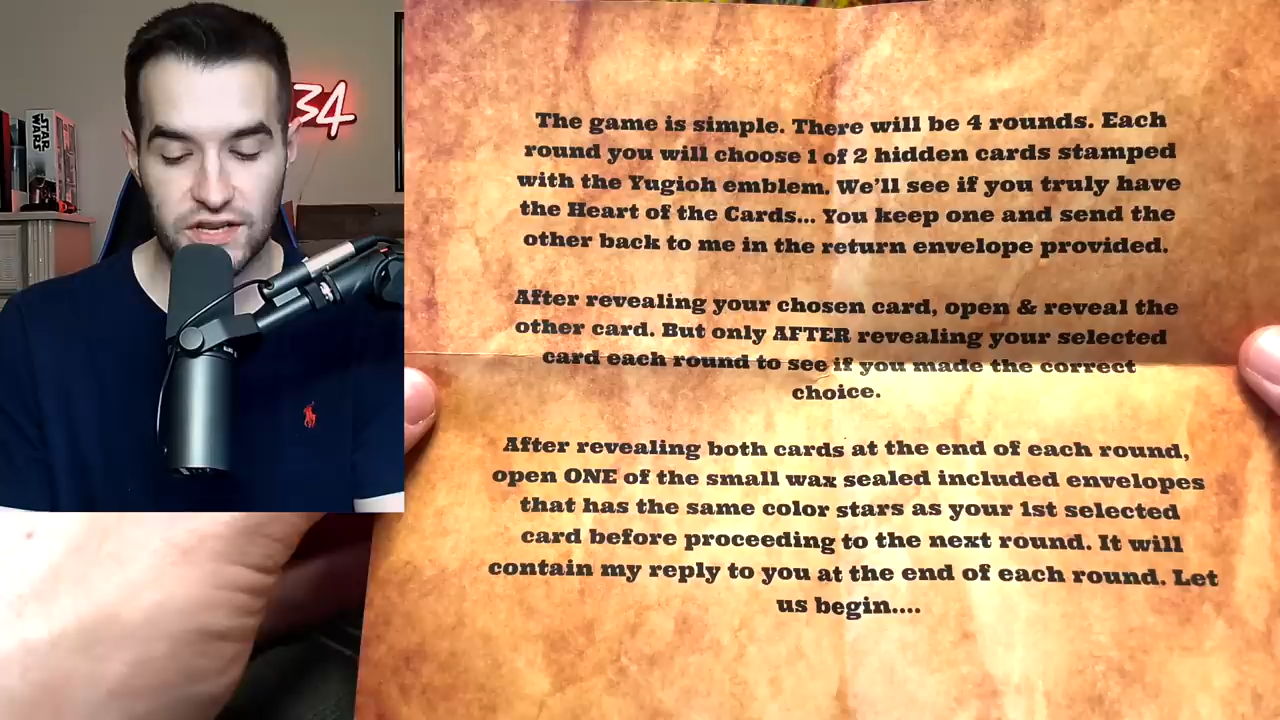 STAR
WARS
34
The game is simple. There will be 4 rounds. Each
round you will choose 1 of 2 hidden cards stamped
with the Yugioh emblem. We'll see if you truly have
the Heart of the Cards... You keep one and send the
other back to me in the return envelope provided.
After revealing your chosen card, open & reveal the
other card. But only AFTER revealing your selected
card each round to see if you made the correct
choice.
After revealing both cards at the end of each round,
open ONE of the small wax sealed included envelopes
that has the same color stars as your 1st selected
card before proceeding to the next round. It will
contain my reply to you at the end of each round. Let
us begin....